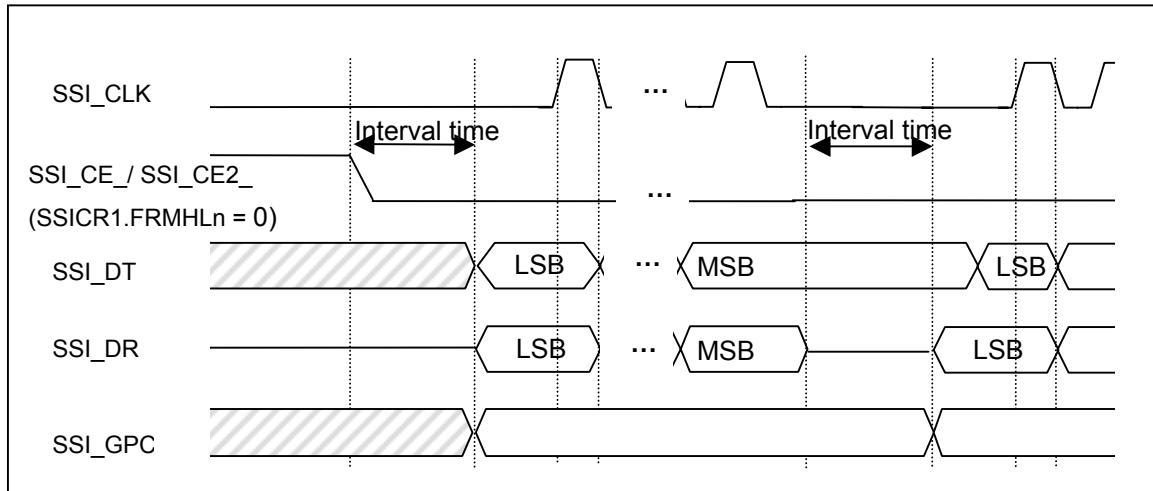 SSI_CLK
...
Interval time
Interval time
SSI_CE_/ SSI_CE2_
...
(SSICR1.FRMHLn = 0)
SSI_DT
LSB
...
MSB
LSB
SSI_DR
LSB
...
MSB
LSB
SSI_GPC